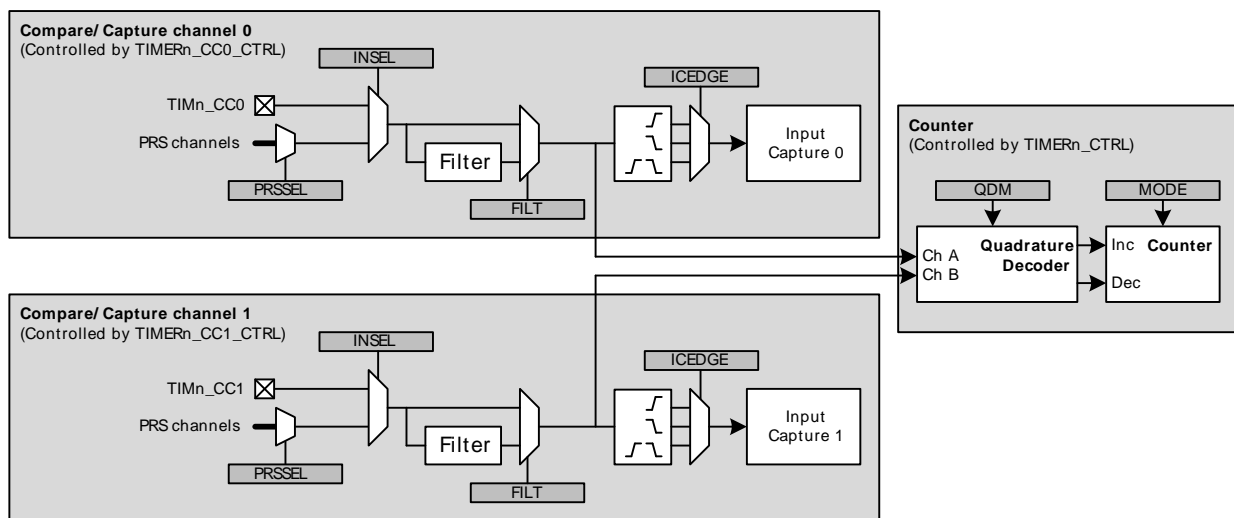 Compare/ Capture channel 0
(Controlled by TIMERn_CC0_CTRL)
INSEL
ICEDGE
TIMn_CC0
PRS channels
Filter
Input
Capture 0
PRSSEL
FILT
Counter
(Controlled by TIMERn_CTRL)
QDM
MODE
Ch A
Ch B
Quadrature
Decoder
Inc
Counter
Dec
Compare/ Capture channel 1
(Controlled by TIMERn_CC1_CTRL)
INSEL
ICEDGE
TIMn_CC1
PRS channels
Filter
Input
Capture 1
PRSSEL
FILT